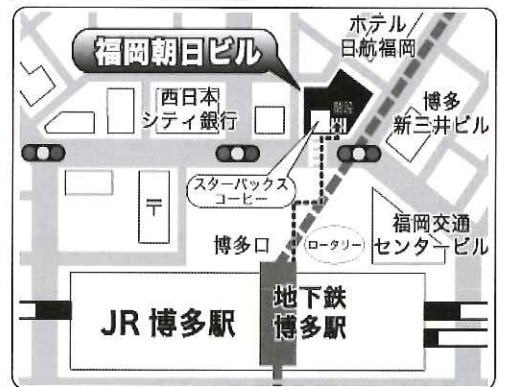 ホテル
日航福岡
福岡朝日ビル
西日本
シティ銀行
階段
博多
新三井ビル
スターバックス
コーヒー
〒
博多口
ロータリー
福岡交通
センタービル
JR 博多駅
地下鉄
博多駅